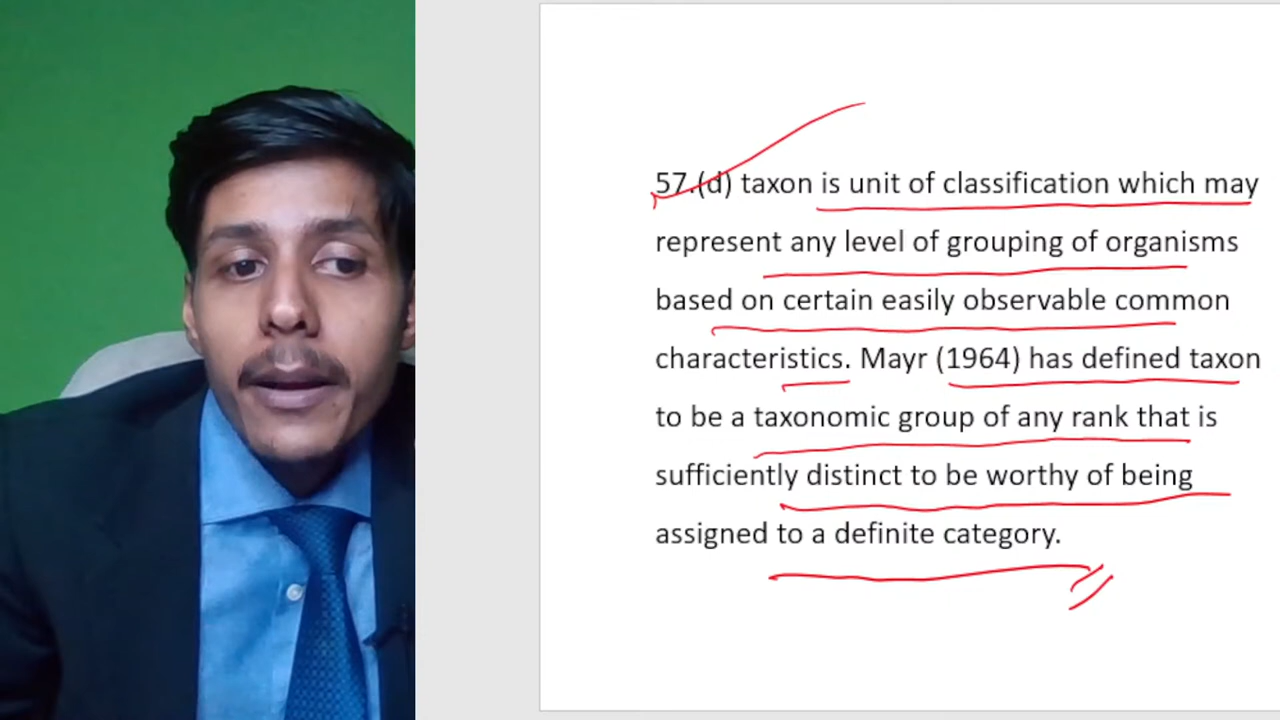 57.(d) taxon is unit of classification which may
represent any level of grouping of organisms
based on certain easily observable common
characteristics. Mayr (1964) has defined taxon
to be a taxonomic group of any rank that is
sufficiently distinct to be worthy of being
assigned to a definite category.